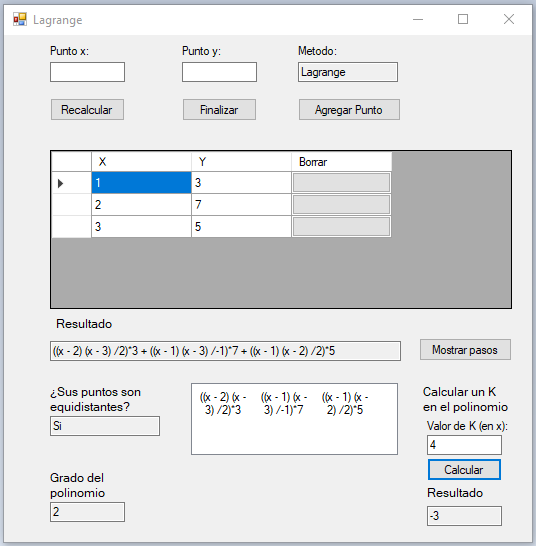 Lagrange
Punto x:
Punto y:
Metodo:
Lagrange
Recalcular
Finalizar
Agregar Punto
X Y Borrar
1 3
2 7
3 5
Resultado
((x - 2) (x - 3) /2)*3 + ((x - 1) (x - 3) /-1)*7 + ((x - 1) (x - 2) /2)*5
Mostrar pasos
¿Sus puntos son
equidistantes?
Si
((x - 2) (x - ((x - 1) (x - ((x - 1) (x -
3) /2)*3 3) /-1)*7 2) /2)*5
Calcular un K
en el polinomio
Valor de K (en x):
4
Calcular
Grado del
polinomio
2
Resultado
-3